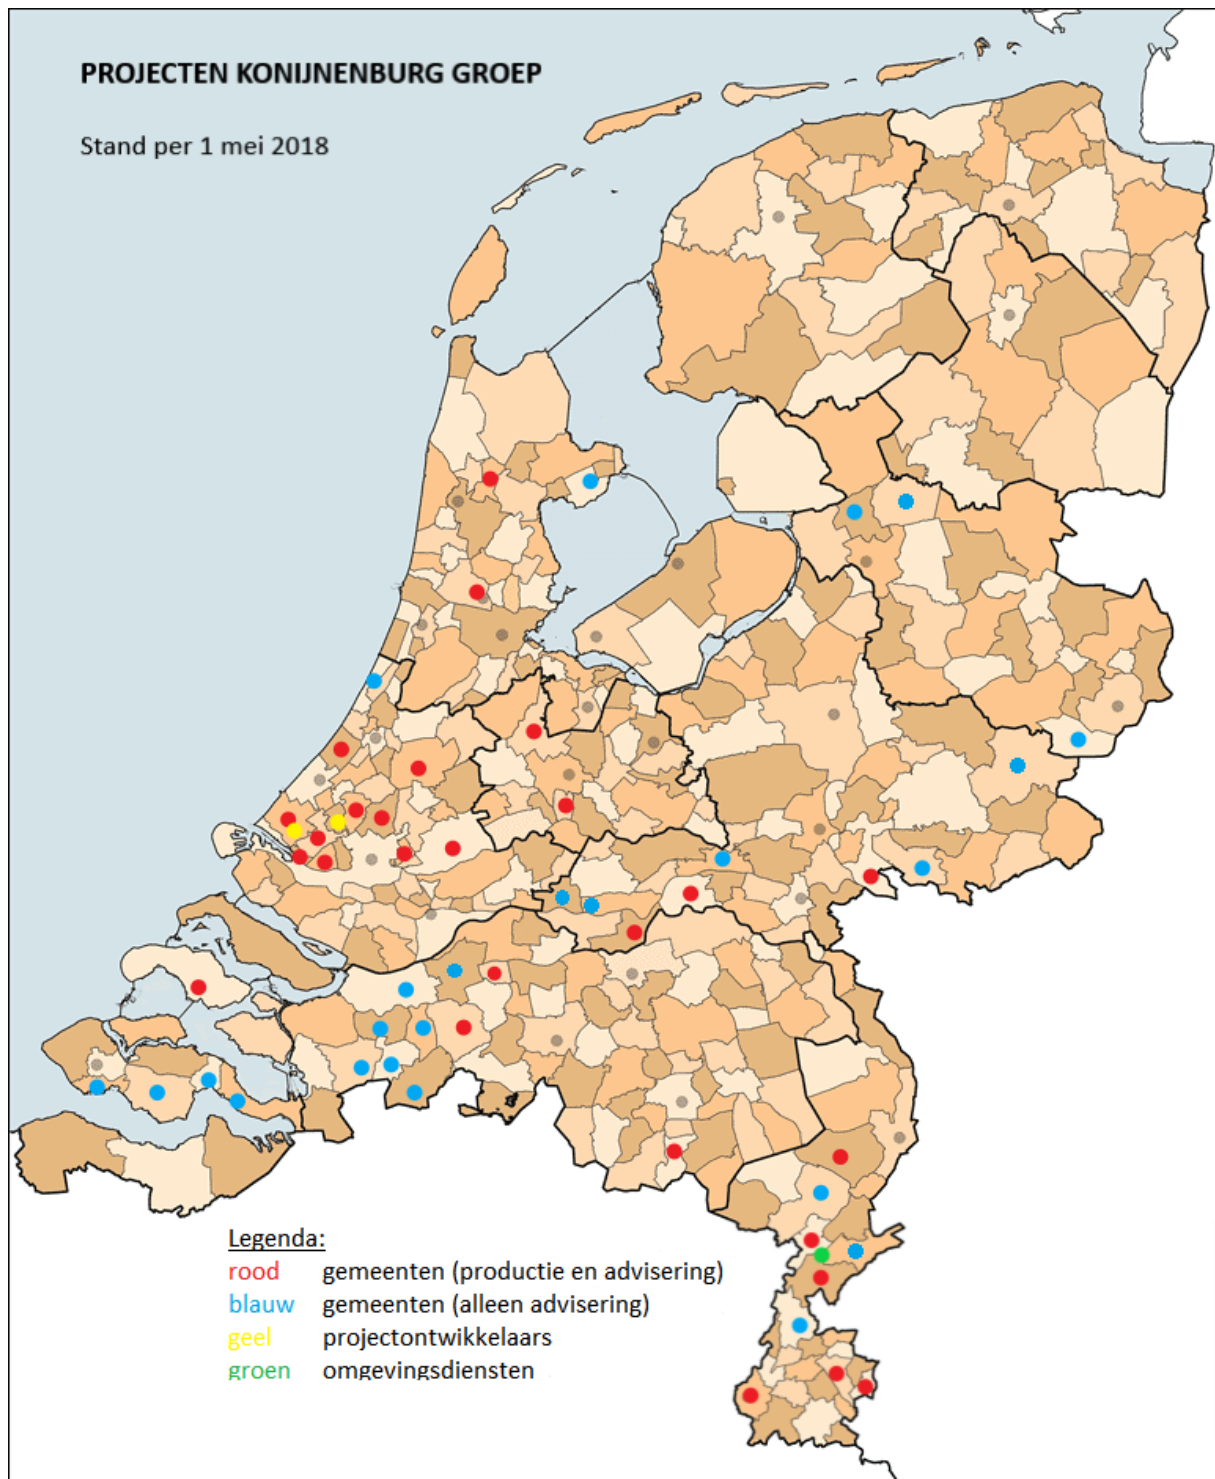 PROJECTEN KONIJNENBURG GROEP
Stand per 1 mei 2018
Legenda:
rood gemeenten (productie en advisering)
blauw gemeenten (alleen advisering)
geel projectontwikkelaars
groen omgevingsdiensten